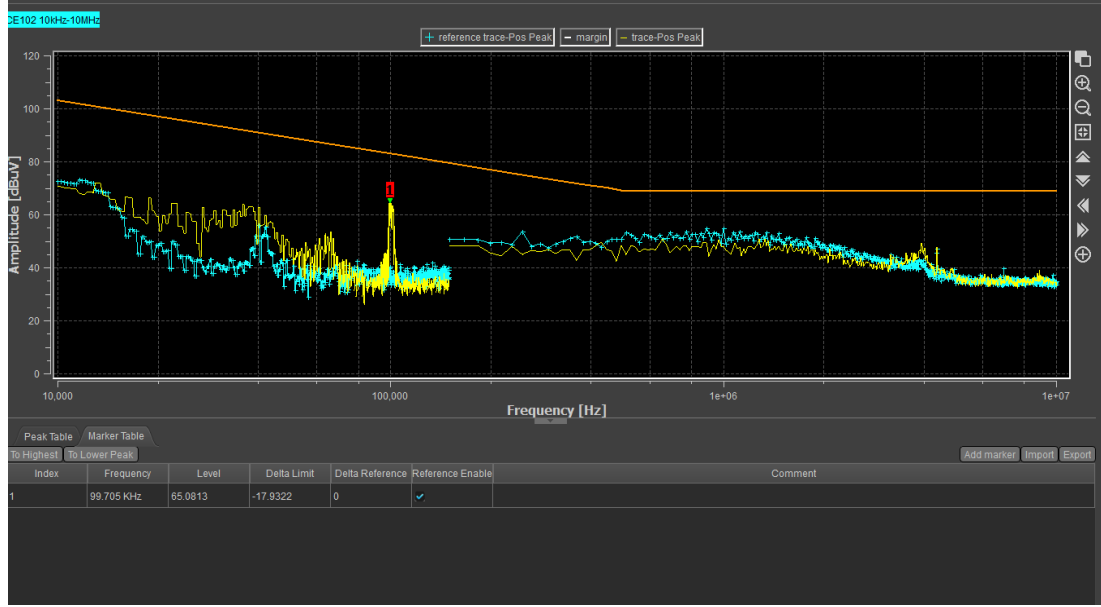 CE102 10kHz-10MHz
reference trace-Pos Peak margin trace-Pos Peak
120
100
80
60
40
20
0
Amplitude [dBuV]
1
10,000 100,000 1e+06 1e+07
Frequency [Hz]
Peak Table Marker Table
To Highest To Lower Peak Add marker Import Export
Index Frequency Level Delta Limit Delta Reference Reference Enable Comment
1 99.705 KHz 65.0813 -17.9322 0